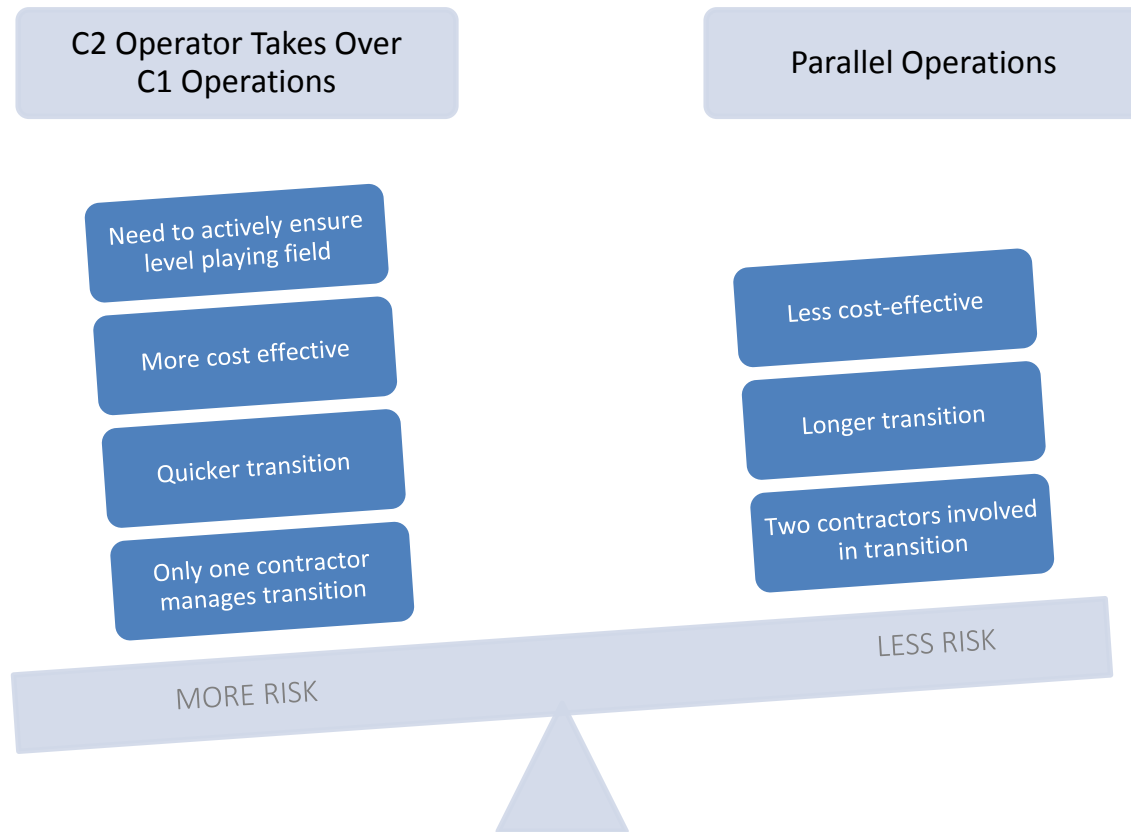 C2 Operator Takes Over
C1 Operations
Parallel Operations
Need to actively ensure
level playing field
More cost effective
Quicker transition
Only one contractor
manages transition
Less cost-effective
Longer transition
Two contractors involved
in transition
MORE RISK
LESS RISK